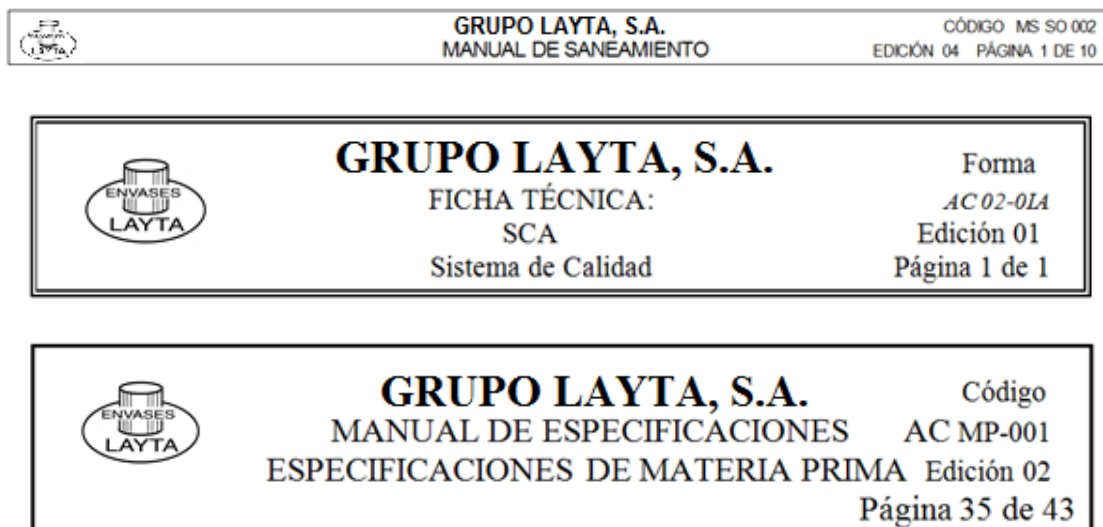 GRUPO LAYTA, S.A.
MANUAL DE SANEAMIENTO
CÓDIGO MS SO 002
EDICIÓN 04 PÁGINA 1 DE 10
ENVASES
LAYTA
GRUPO LAYTA, S.A.
FICHA TÉCNICA:
SCA
Sistema de Calidad
Forma
AC 02-0IA
Edición 01
Página 1 de 1
ENVASES
LAYTA
GRUPO LAYTA, S.A.
MANUAL DE ESPECIFICACIONES
ESPECIFICACIONES DE MATERIA PRIMA
Código
AC MP-001
Edición 02
Página 35 de 43